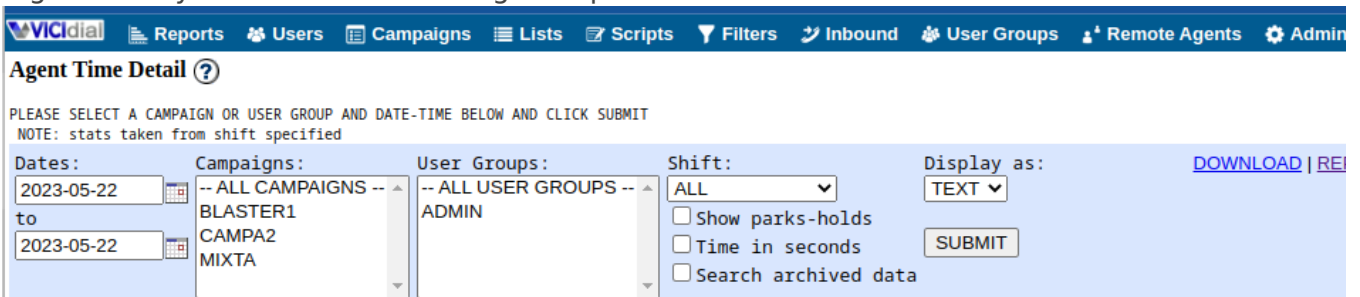 VICIdial Reports Users Campaigns Lists Scripts Filters Inbound User Groups Remote Agents Admin
Agent Time Detail ?
PLEASE SELECT A CAMPAIGN OR USER GROUP AND DATE-TIME BELOW AND CLICK SUBMIT
NOTE: stats taken from shift specified
Dates: Campaigns: User Groups: Shift: Display as: DOWNLOAD |
2023-05-22 -- ALL CAMPAIGNS -- -- ALL USER GROUPS -- ALL TEXT
to BLASTER1 ADMIN Show parks-holds
2023-05-22 CAMPA2 Time in seconds SUBMIT
MIXTA Search archived data